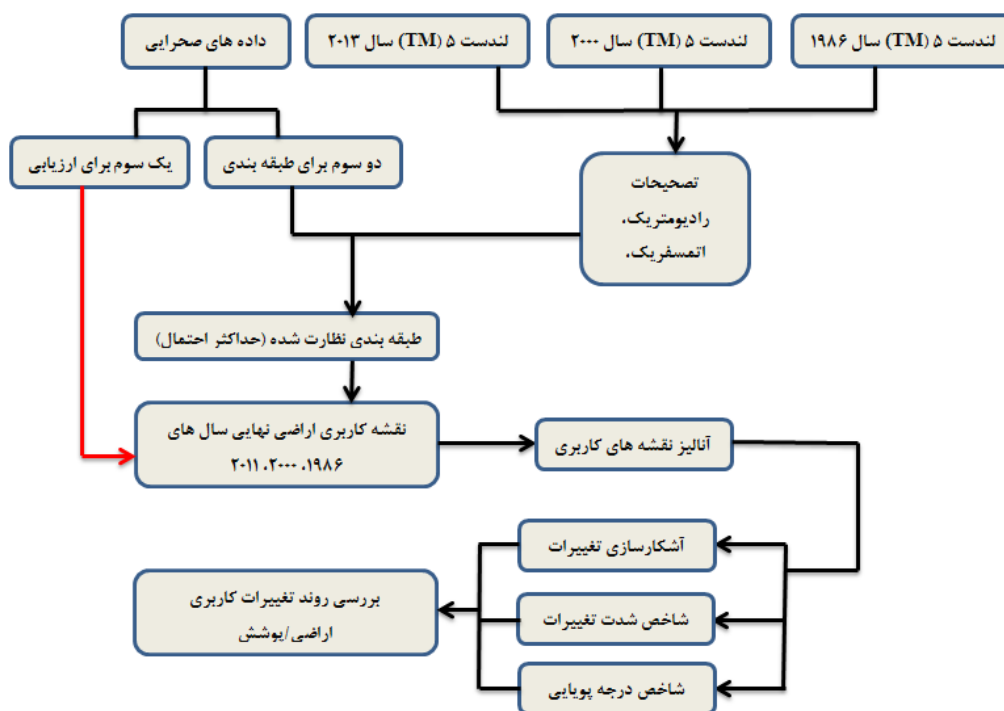 لندست ۵ (TM) سال ۱۹۸۶
لندست ۵ (TM) سال ۲۰۰۰
لندست ۵ (TM) سال ۲۰۱۳
داده های صحرایی
دو سوم برای طبقه بندی
یک سوم برای ارزیابی
تصحیحات
رادیومتریک،
اتمسفریک،
طبقه بندی نظارت شده (حداکثر احتمال)
نقشه کاربری اراضی نهایی سال های
۱۹۸۶، ۲۰۰۰، ۲۰۱۱
آنالیز نقشه های کاربری
آشکارسازی تغییرات
شاخص شدت تغییرات
شاخص درجه پویایی
بررسی روند تغییرات کاربری
اراضی/پوشش